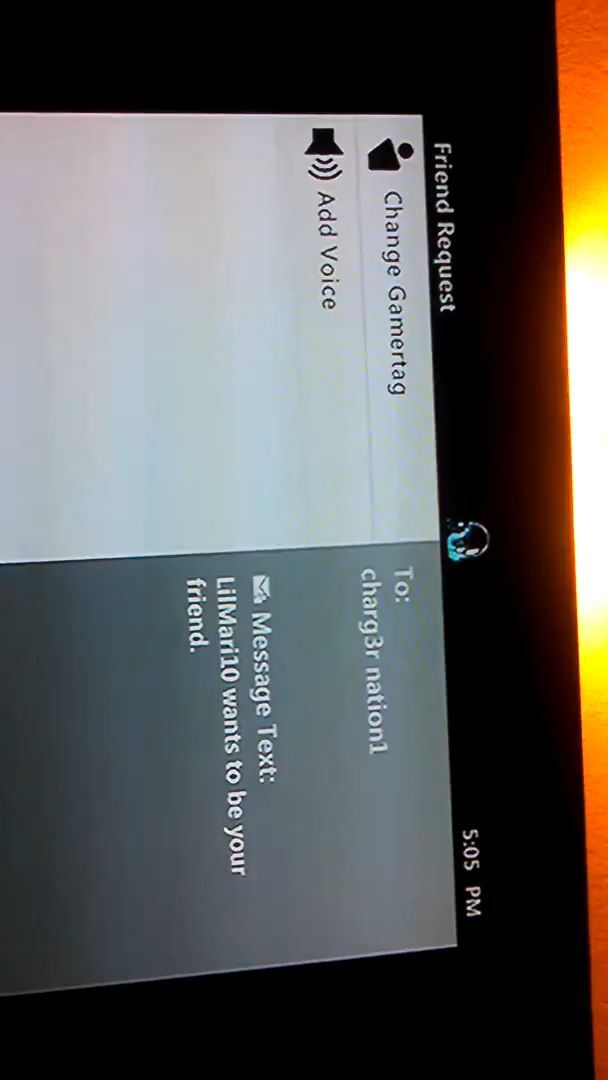 Friend Request
5:05 PM
Change Gamertag
Add Voice
To:
charg3r nation1
Message Text:
LilMari10 wants to be your
friend.